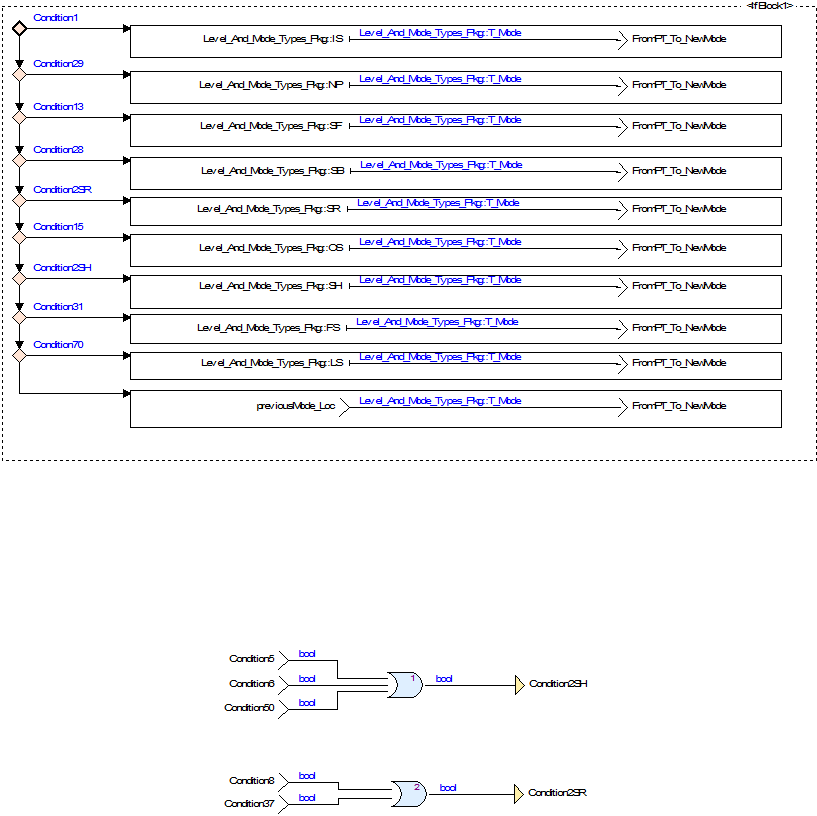 <IfBlock1>
Condition1
Level_And_Mode_Types_Pkg::IS Level_And_Mode_Types_Pkg::T_Mode FromPT_To_NewMode
Condition29
Level_And_Mode_Types_Pkg::NP Level_And_Mode_Types_Pkg::T_Mode FromPT_To_NewMode
Condition13
Level_And_Mode_Types_Pkg::SF Level_And_Mode_Types_Pkg::T_Mode FromPT_To_NewMode
Condition28
Level_And_Mode_Types_Pkg::SB Level_And_Mode_Types_Pkg::T_Mode FromPT_To_NewMode
Condition2SR
Level_And_Mode_Types_Pkg::SR Level_And_Mode_Types_Pkg::T_Mode FromPT_To_NewMode
Condition15
Level_And_Mode_Types_Pkg::OS Level_And_Mode_Types_Pkg::T_Mode FromPT_To_NewMode
Condition2SH
Level_And_Mode_Types_Pkg::SH Level_And_Mode_Types_Pkg::T_Mode FromPT_To_NewMode
Condition31
Level_And_Mode_Types_Pkg::FS Level_And_Mode_Types_Pkg::T_Mode FromPT_To_NewMode
Condition70
Level_And_Mode_Types_Pkg::LS Level_And_Mode_Types_Pkg::T_Mode FromPT_To_NewMode
previousMode_Loc Level_And_Mode_Types_Pkg::T_Mode FromPT_To_NewMode
Condition5 bool
Condition6 bool 1 bool Condition2SH
Condition50 bool
Condition8 bool
2 bool Condition2SR
Condition37 bool